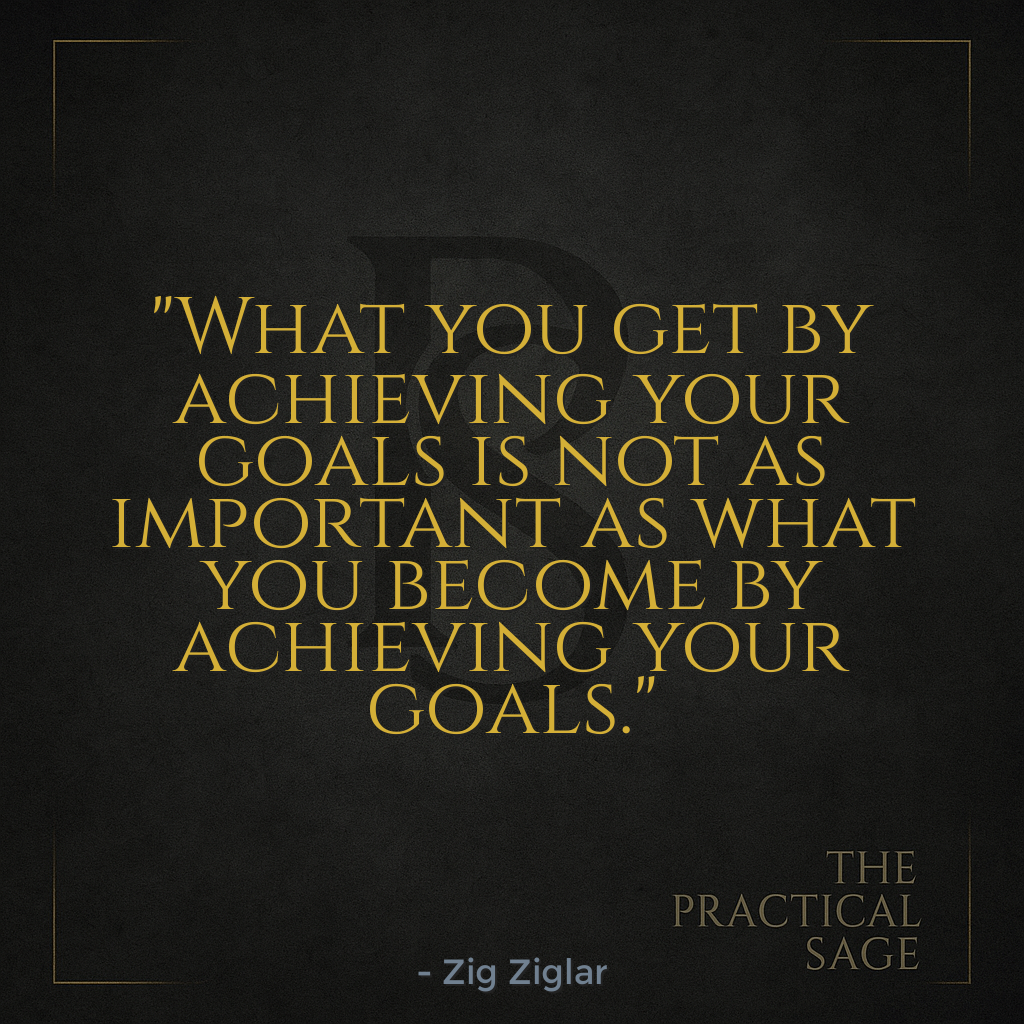 "What you get by
achieving your
goals is not as
important as what
you become by
achieving your
goals."
THE
PRACTICAL
SAGE
- Zig Ziglar